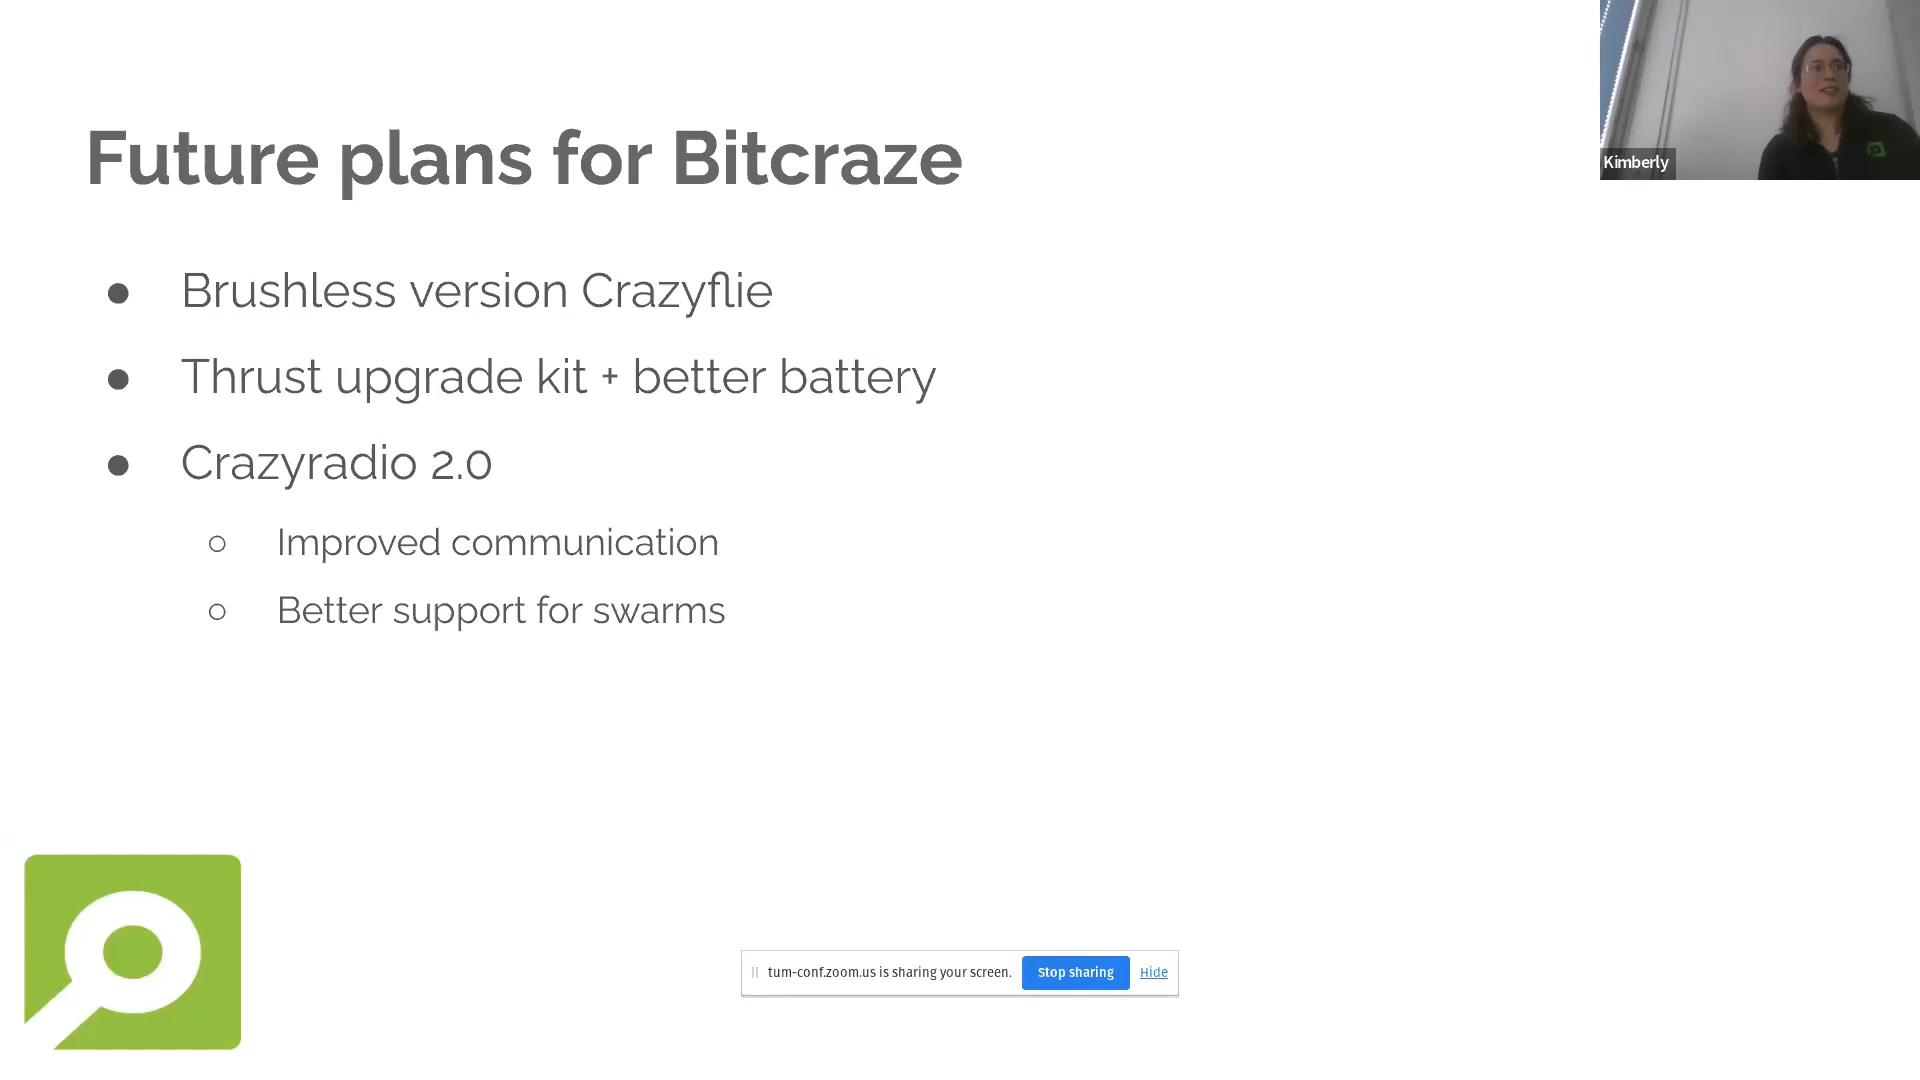 Future plans for Bitcraze
Kimberly
● Brushless version Crazyflie
● Thrust upgrade kit + better battery
● Crazyradio 2.0
○ Improved communication
○ Better support for swarms
tum-conf.zoom.us is sharing your screen. Stop sharing Hide